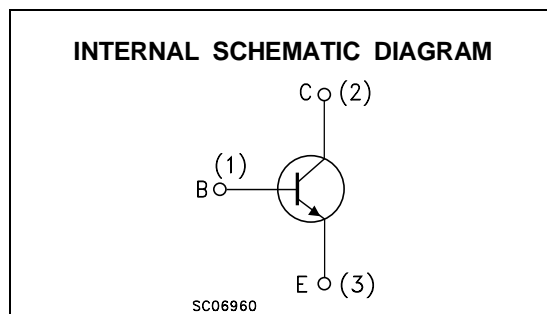 INTERNAL SCHEMATIC DIAGRAM
C (2)
(1)
B
E (3)
SC06960